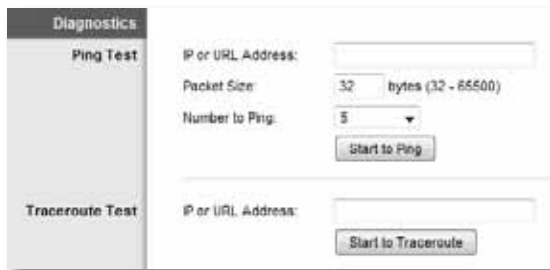 Diagnostics
Ping Test
IP or URL Address:
Packet Size:
32
bytes (32 - 65500)
Number to Ping:
5
Start to Ping
Traceroute Test
IP or URL Address:
Start to Traceroute